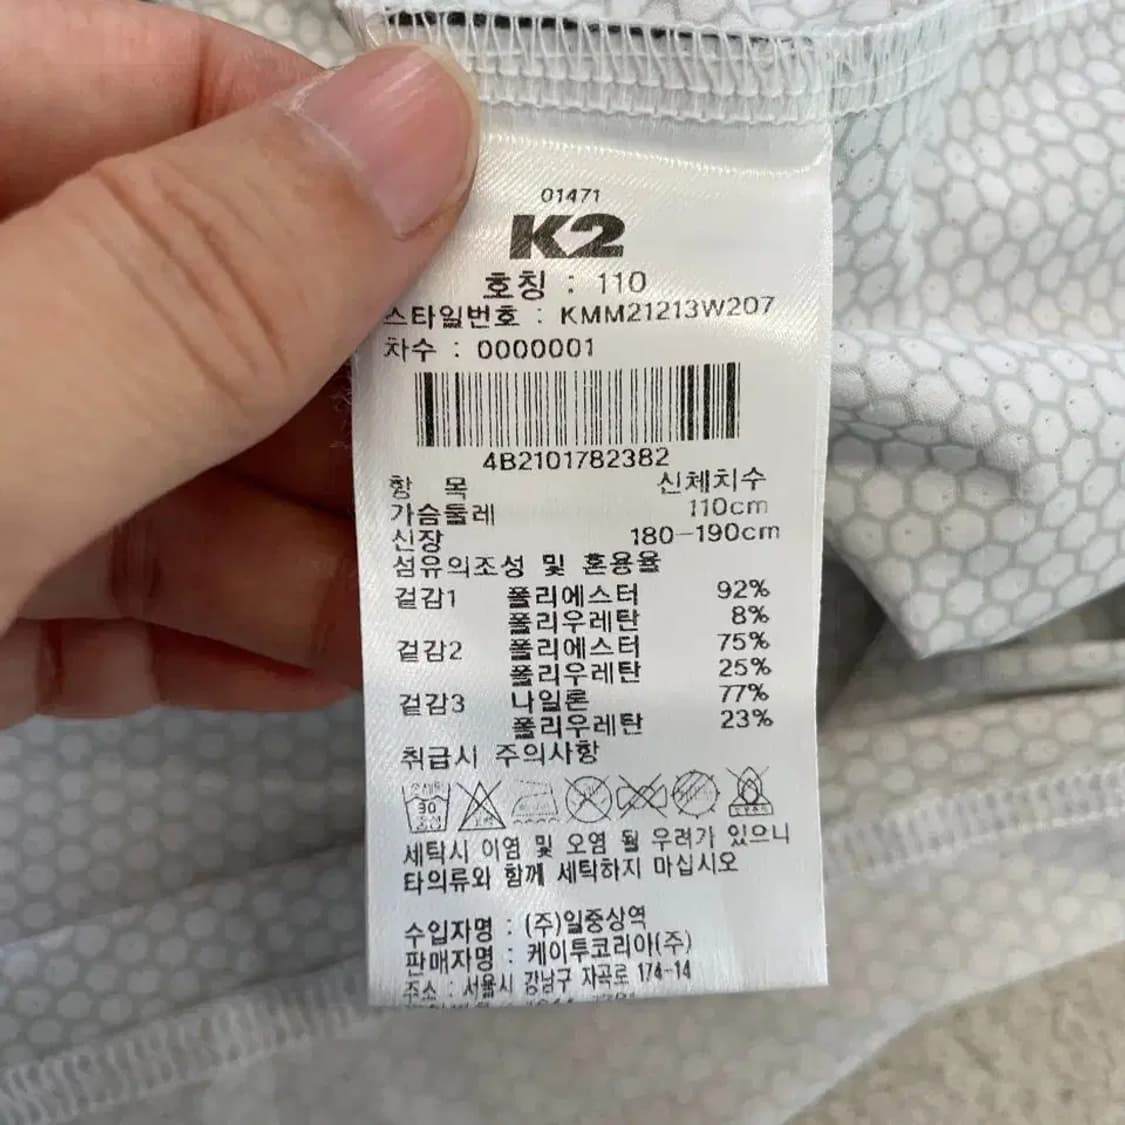 01471
K2
호칭 : 110
스타일번호 : KMM21213W207
차수 : 0000001
4B2101782382
항 목 신체치수
가슴둘레 110cm
신장 180-190cm
섬유의조성 및 혼용율
겉감1 폴리에스터 92%
폴리우레탄 8%
겉감2 폴리에스터 75%
폴리우레탄 25%
겉감3 나일론 77%
폴리우레탄 23%
취급시 주의사항
30
중성
세탁시 이염 및 오염 될 우려가 있으니
타의류와 함께 세탁하지 마십시오
수입자명 : (주)일중상역
판매자명 : 케이투코리아(주)
주소 : 서울시 강남구 자곡로 174-14